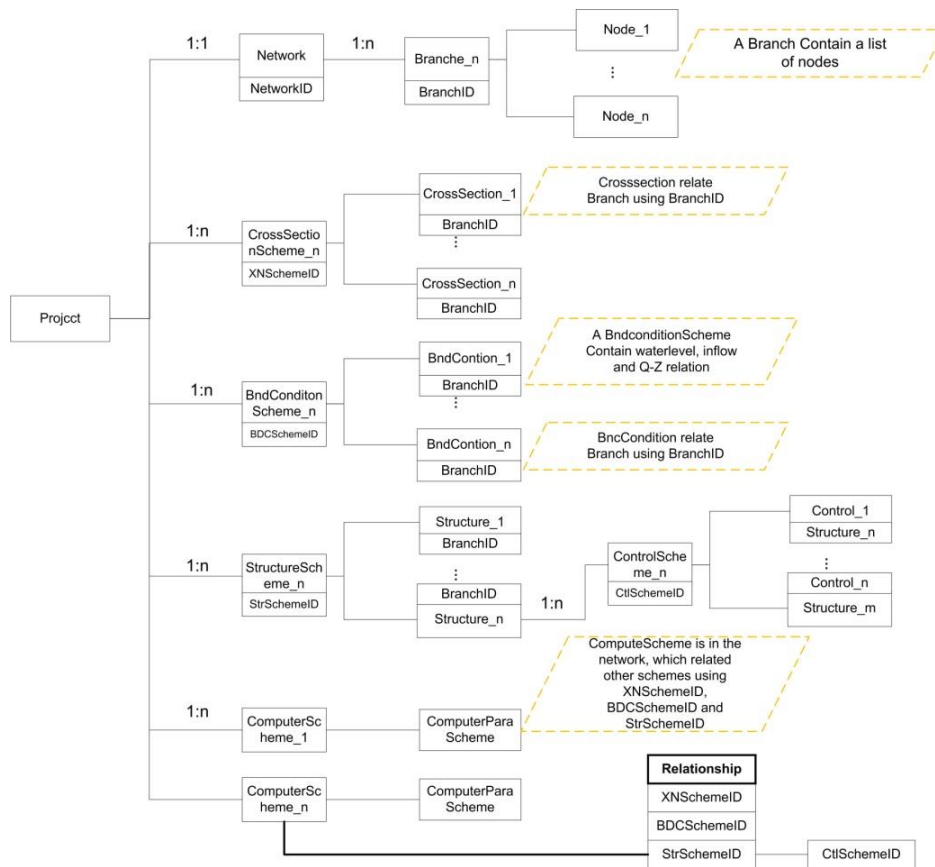 1:1
Network
NetworkID
1:n
Branche_n
BranchID
Node_1
⋮
Node_n
A Branch Contain a list
of nodes
1:n
CrossSectio
nScheme_n
XNSchemeID
CrossSection_1
BranchID
⋮
CrossSection_n
BranchID
Crosssection relate
Branch using BranchID
Projcct
1:n
BndConditon
Scheme_n
BDCSchemeID
BndContion_1
BranchID
⋮
BndContion_n
BranchID
A BndconditionScheme
Contain waterlevel, inflow
and Q-Z relation
BncCondition relate
Branch using BranchID
1:n
StructureSch
eme_n
StrSchemeID
Structure_1
BranchID
⋮
BranchID
Structure_n
1:n
ControlSche
me_n
CtlSchemeID
Control_1
Structure_n
⋮
Control_n
Structure_m
ComputeScheme is in the
network, which related
other schemes using
XNSchemeID,
BDCSchemeID and
StrSchemeID
1:n
ComputerSc
heme_1
ComputerPara
Scheme
ComputerSc
heme_n
ComputerPara
Scheme
Relationship
XNSchemeID
BDCSchemeID
StrSchemeID
CtlSchemeID